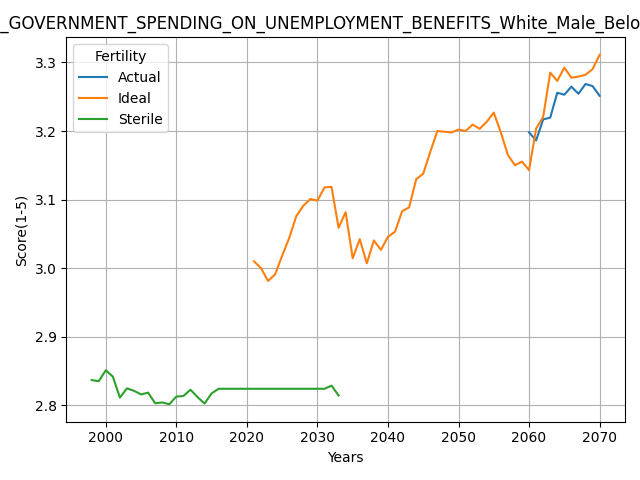 _GOVERNMENT_SPENDING_ON_UNEMPLOYMENT_BENEFITS_White_Male_Belo
Fertility
Actual
Ideal
Sterile
Score(1-5)
3.3
3.2
3.1
3.0
2.9
2.8
2000 2010 2020 2030 2040 2050 2060 2070
Years